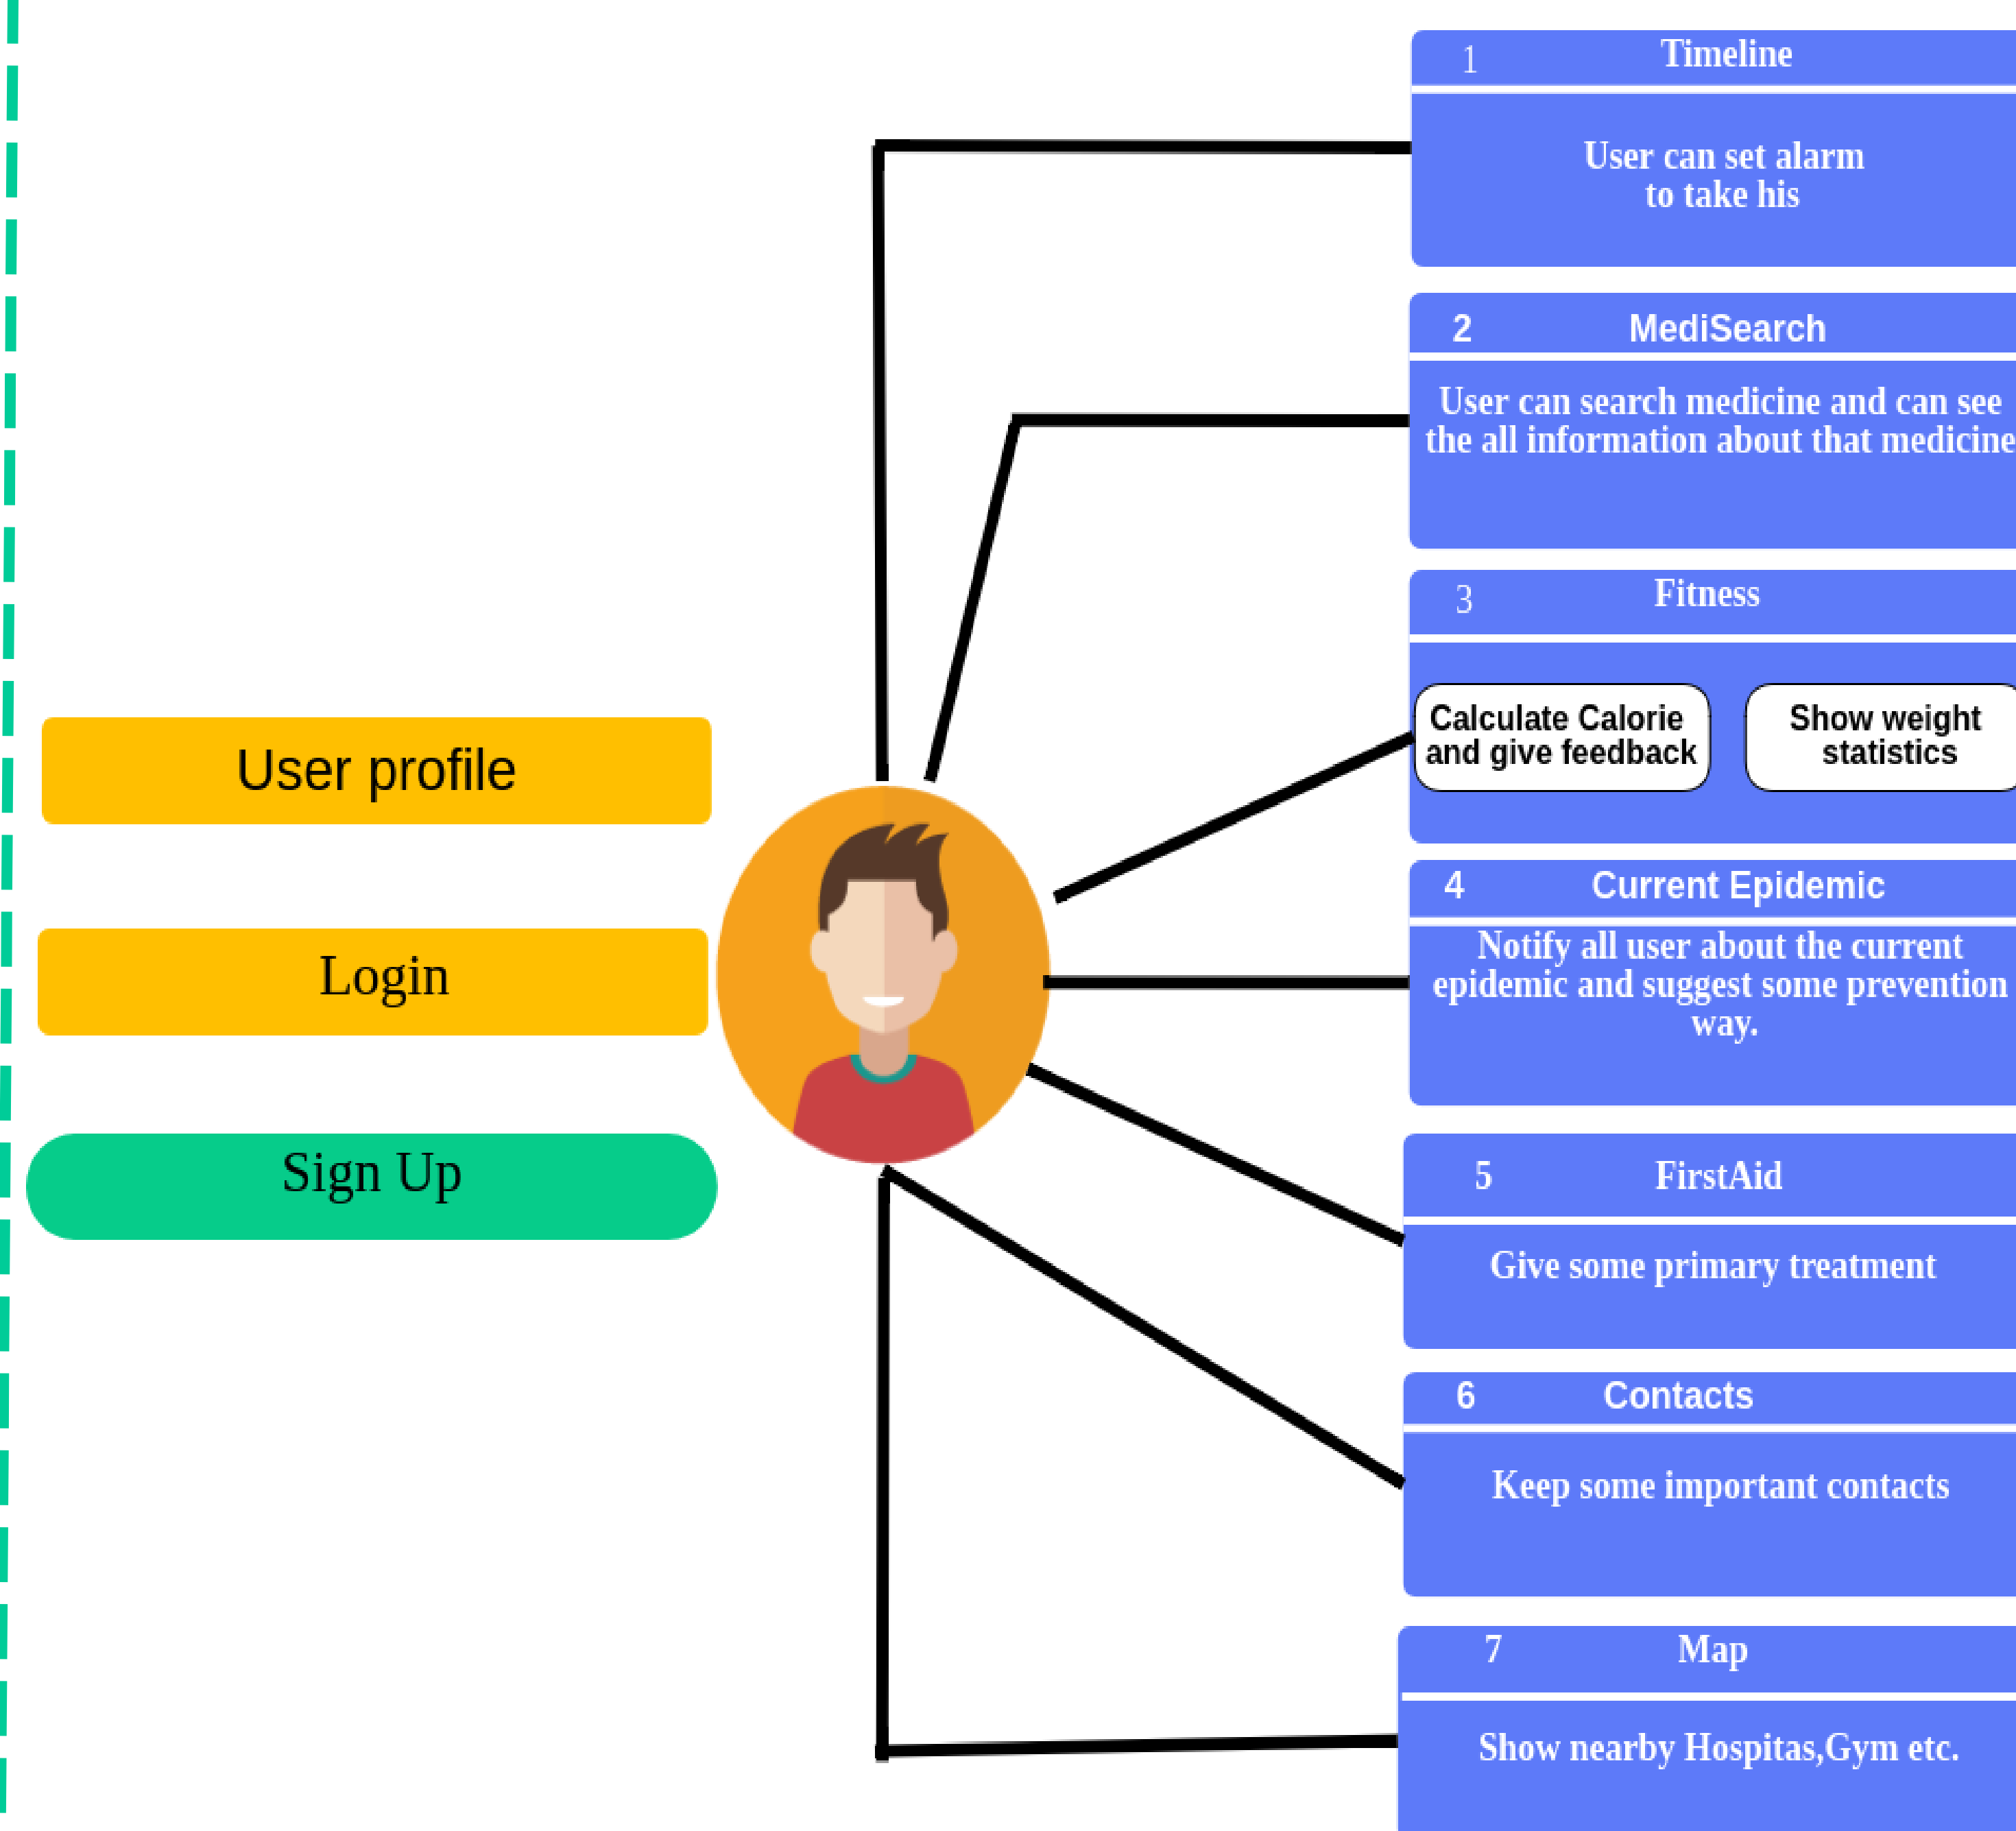 User profile
Login
Sign Up
1 Timeline
User can set alarm
to take his
2 MediSearch
User can search medicine and can see
the all information about that medicine
3 Fitness
Calculate Calorie
and give feedback
Show weight
statistics
4 Current Epidemic
Notify all user about the current
epidemic and suggest some prevention
way.
5 FirstAid
Give some primary treatment
6 Contacts
Keep some important contacts
7 Map
Show nearby Hospitas,Gym etc.